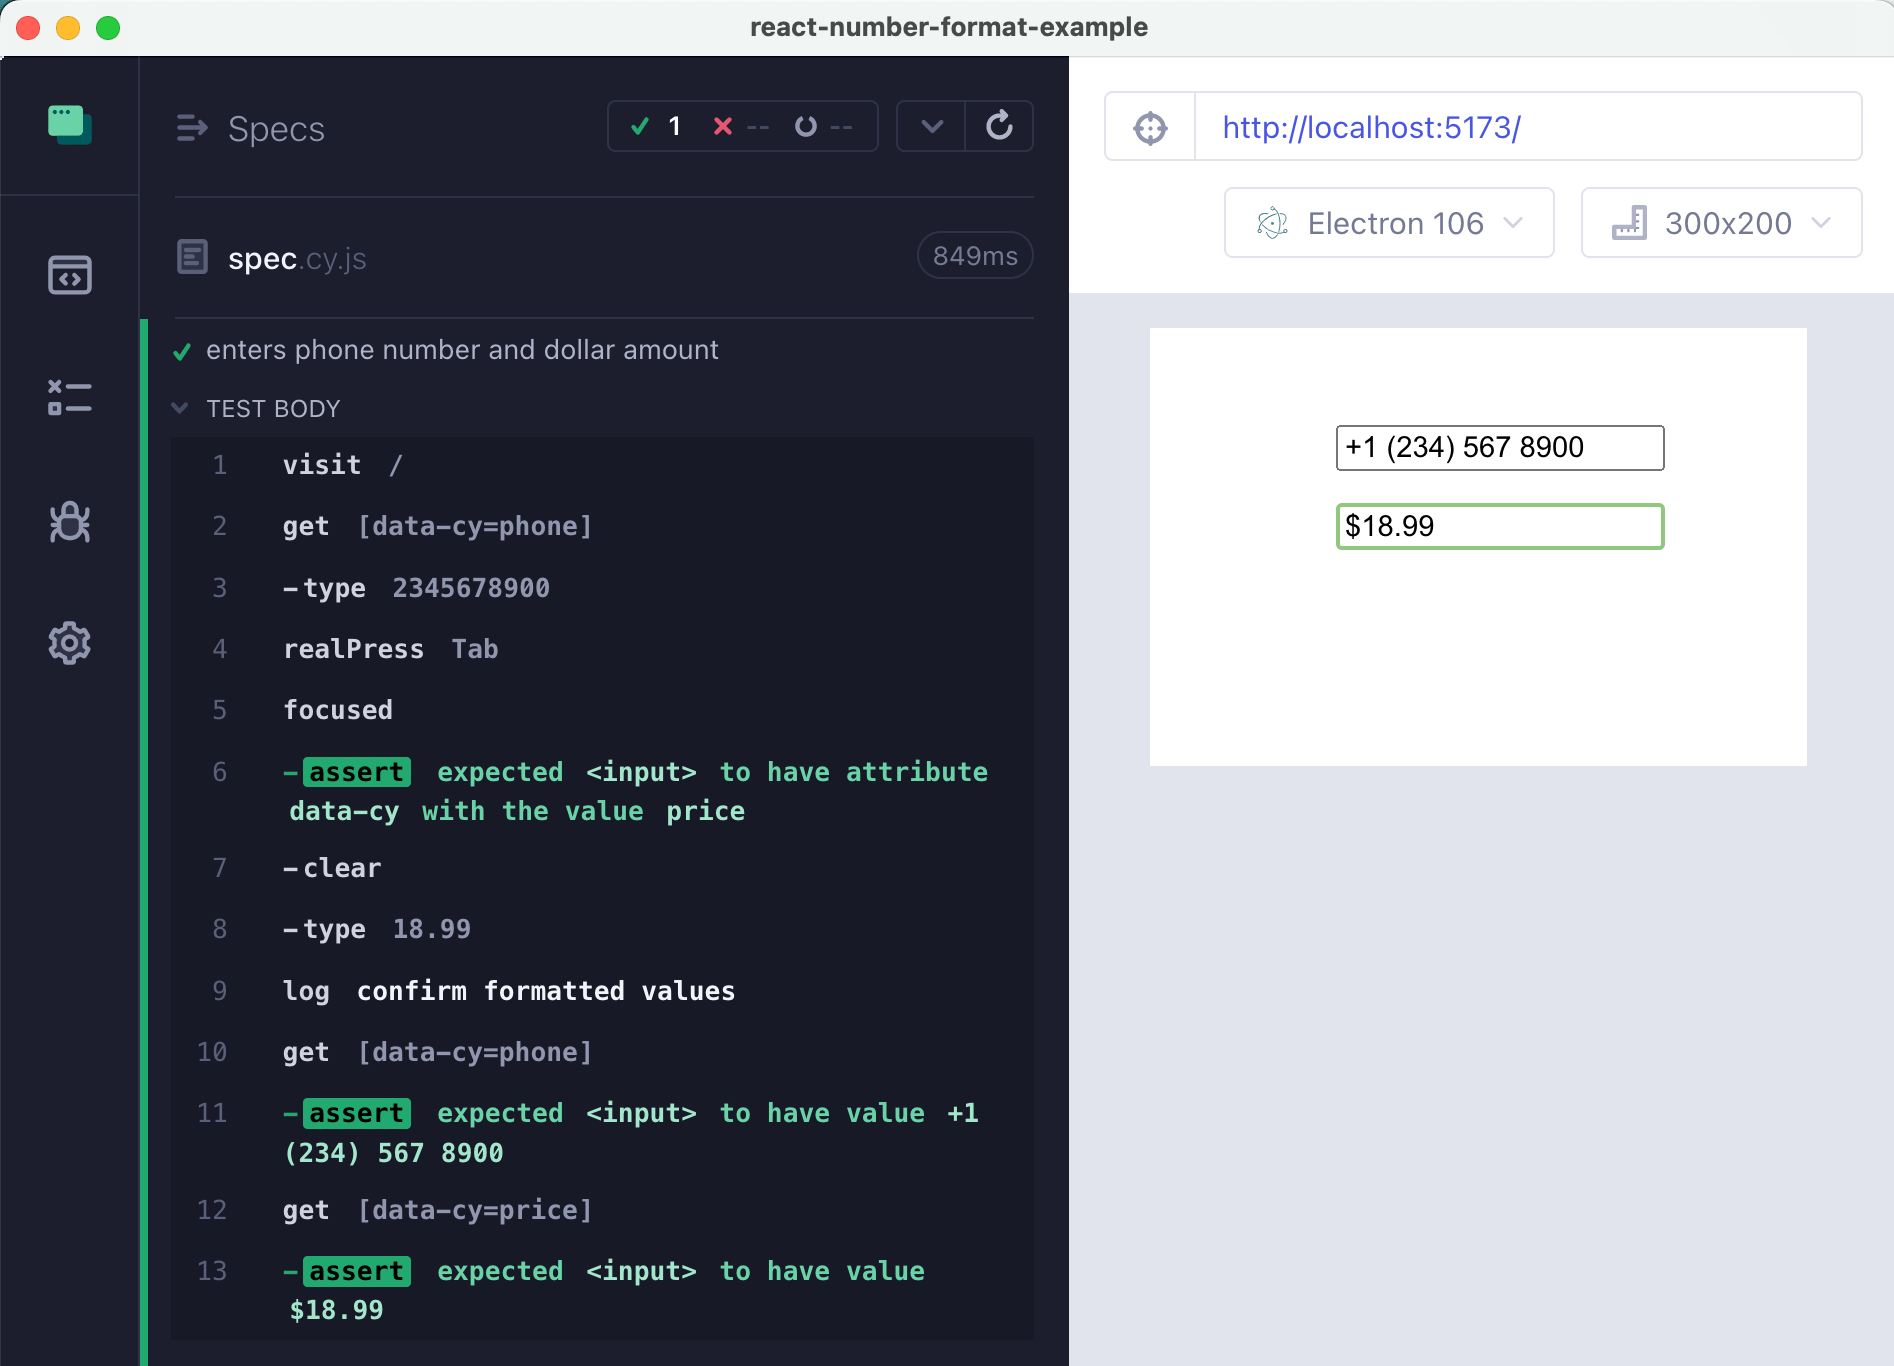 react-number-format-example
Specs
1 -- --
spec.cy.js
849ms
enters phone number and dollar amount
TEST BODY
1 visit /
2 get [data-cy=phone]
3 -type 2345678900
4 realPress Tab
5 focused
6 -assert expected <input> to have attribute
data-cy with the value price
7 -clear
8 -type 18.99
9 log confirm formatted values
10 get [data-cy=phone]
11 -assert expected <input> to have value +1
(234) 567 8900
12 get [data-cy=price]
13 -assert expected <input> to have value
$18.99
http://localhost:5173/
Electron 106
300x200
+1 (234) 567 8900
$18.99